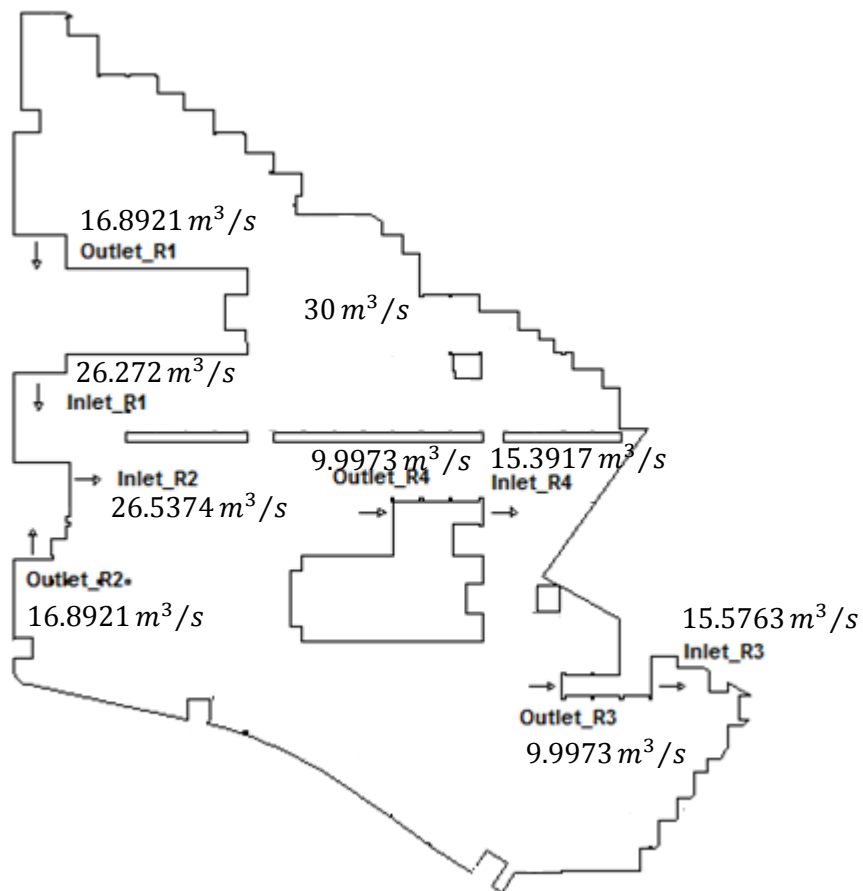 16.8921 m³/s
Outlet_R1
30 m³/s
26.272 m³/s
Inlet_R1
9.9973 m³/s
15.3917 m³/s
Inlet_R2
Outlet_R4
Inlet_R4
26.5374 m³/s
Outlet_R2
16.8921 m³/s
15.5763 m³/s
Inlet_R3
Outlet_R3
9.9973 m³/s